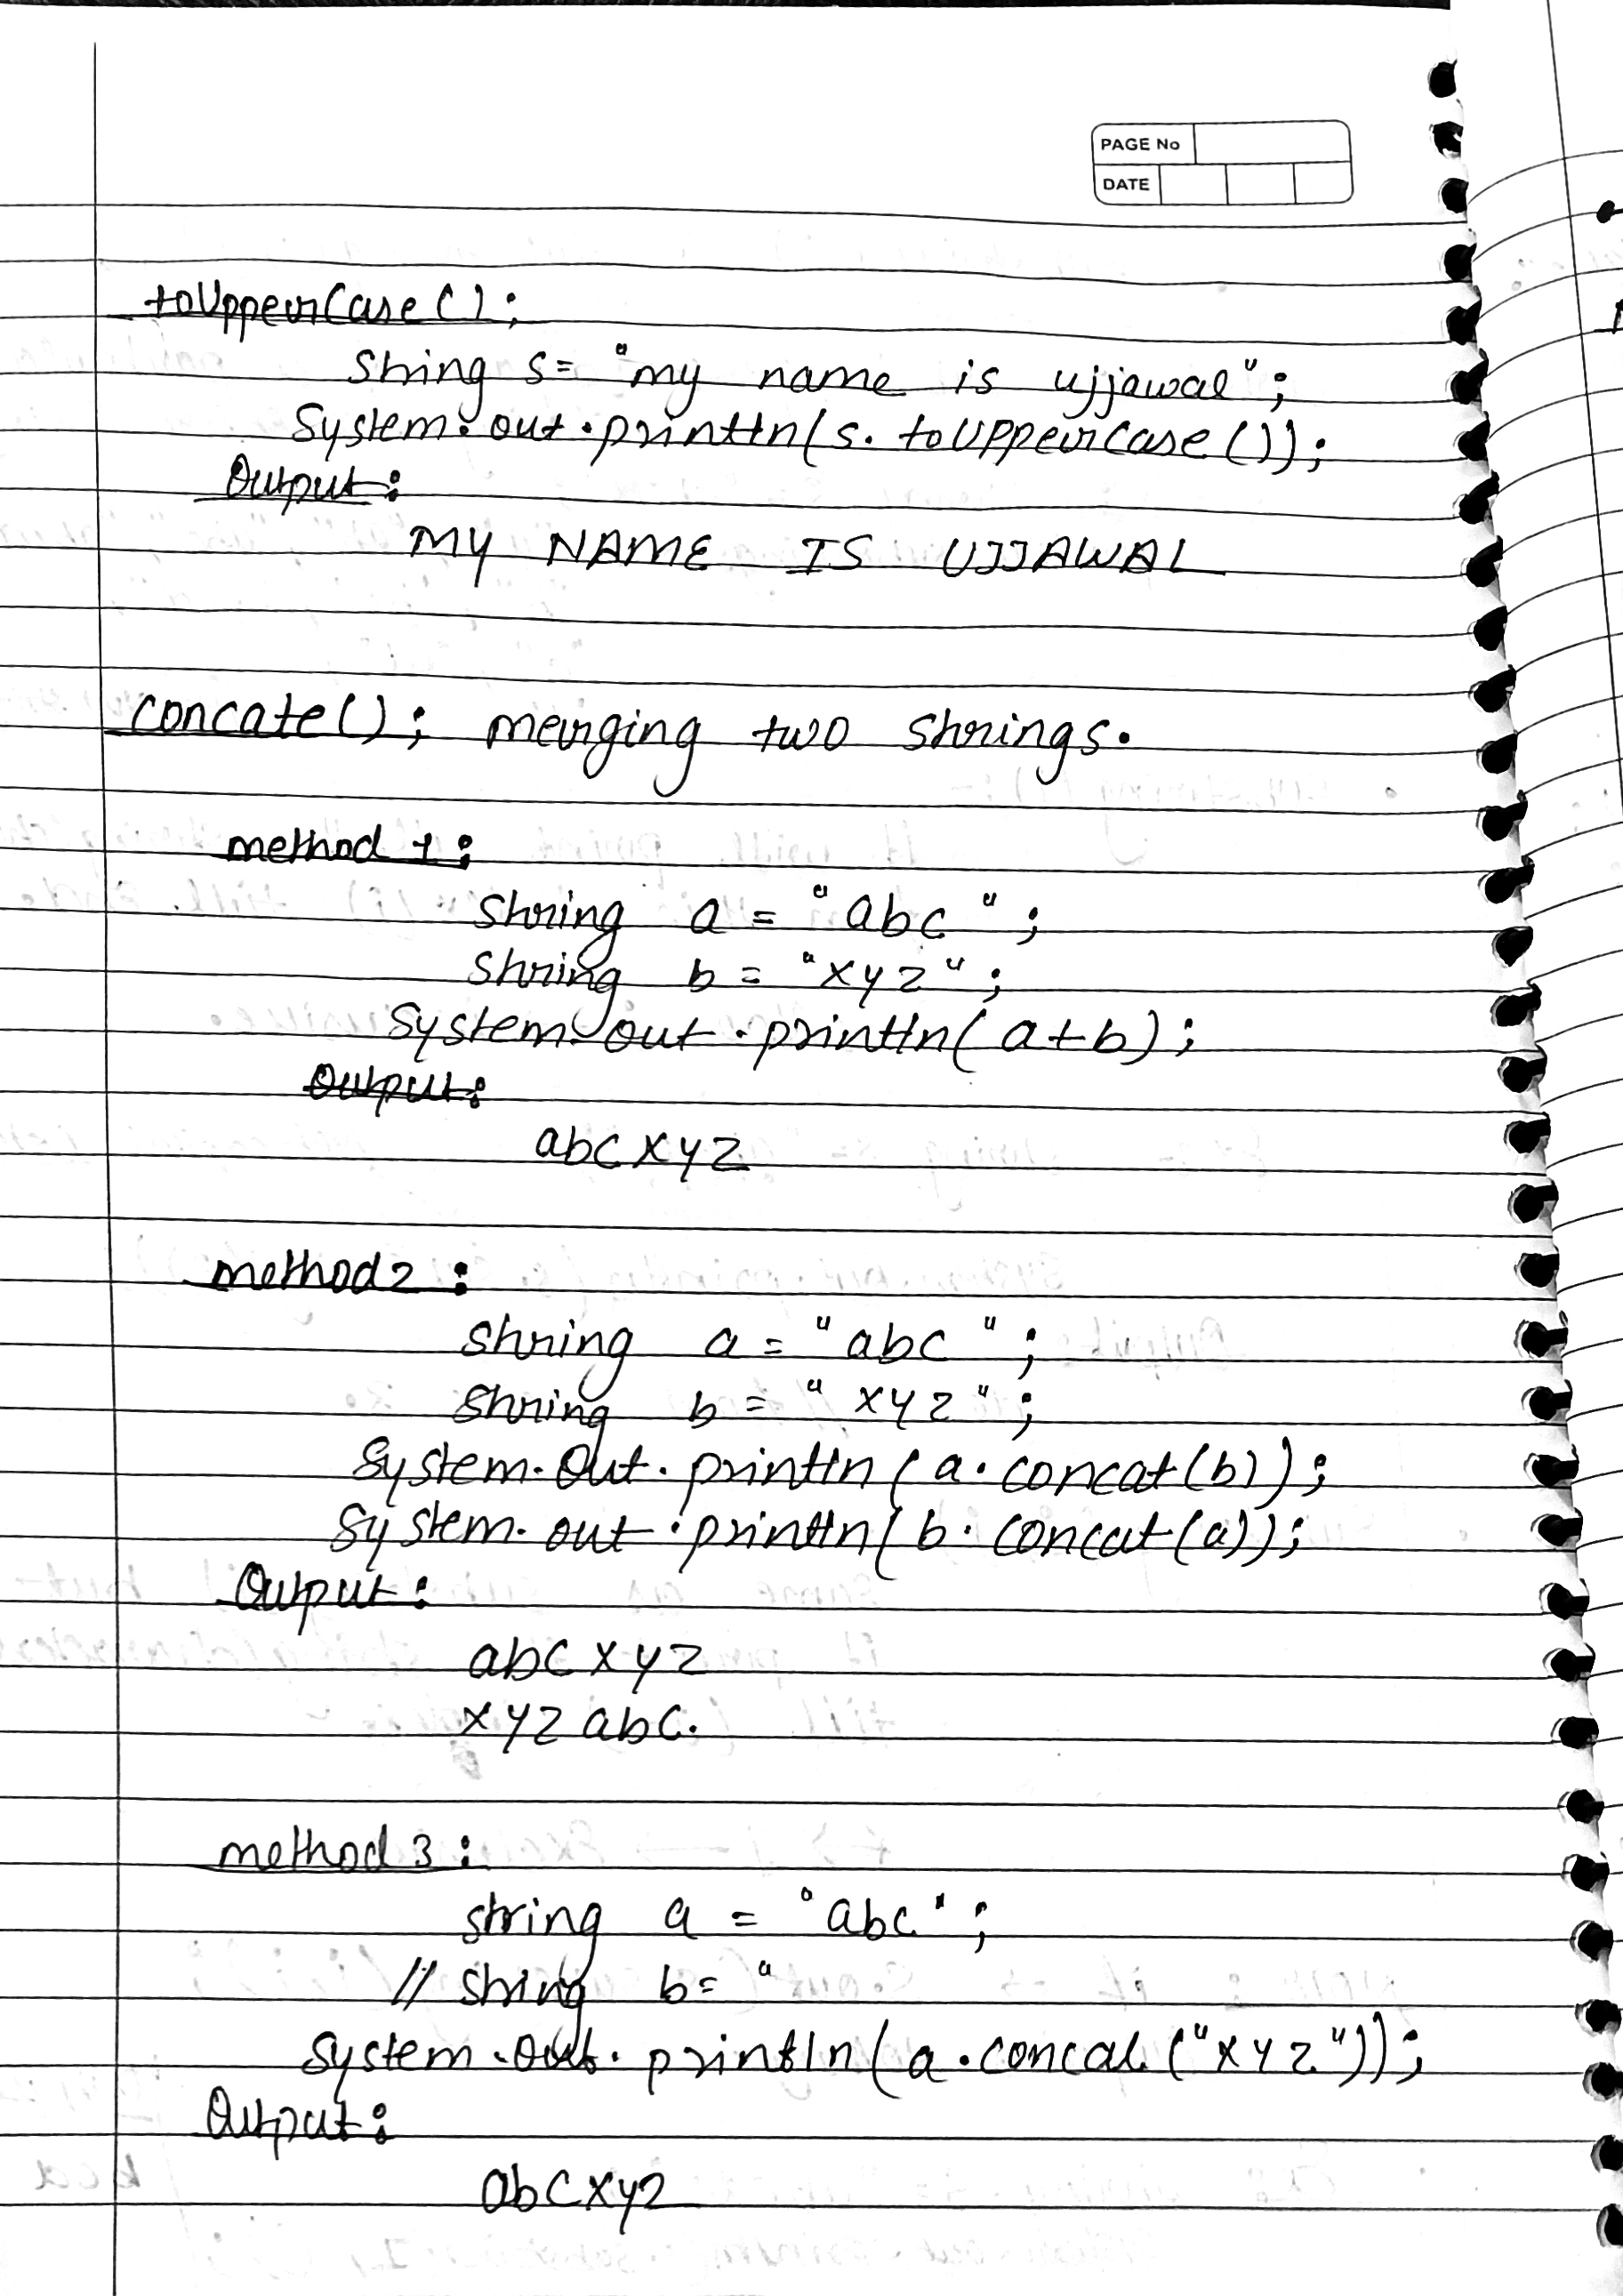 PAGE No
DATE
toUpperCase();
String s= "my name is ujjawal";
System.out.println(s.toUpperCase());
Output:
MY NAME IS UJJAWAL
concate(); merging two strings.
method 1:
String a = "abc";
String b = "xyz";
System.out.println(a+b);
Output:
abcxyz
method2:
String a = "abc";
String b = "xyz";
System.Out.println(a.concat(b));
System.out.println(b.concat(a));
Output:
abcxyz
xyzabc.
method 3:
string a = "abc";
// string b= "
System.out.println(a.concat("xyz"));
Output:
abcxyz